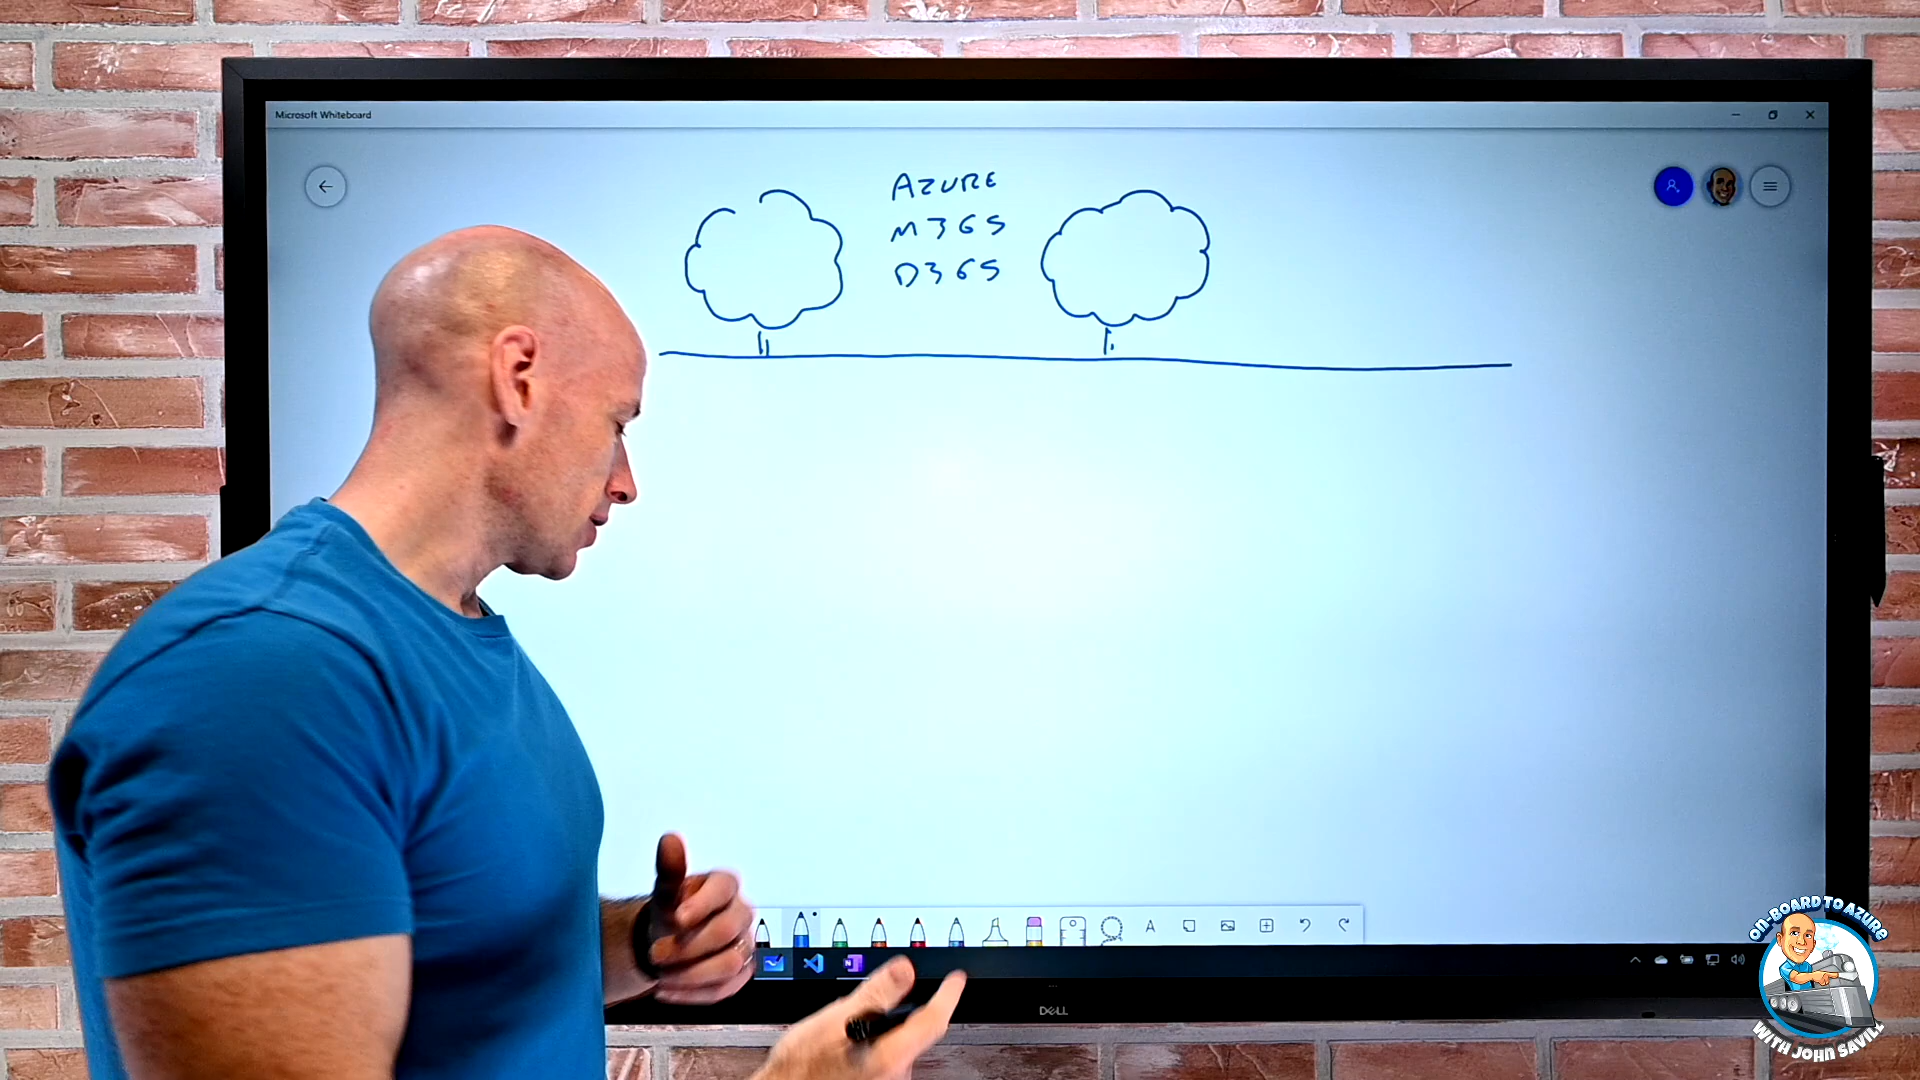 Microsoft Whiteboard
AZURE
M365
D365
A
N
DELL
ON-BOARD TO AZURE
WITH JOHN SAVILL